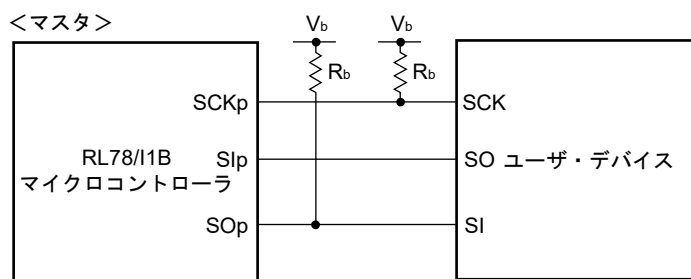 ＜マスタ＞
Vb
Vb
Rb
Rb
SCKp
SCK
RL78/I1B
マイクロコントローラ
SIp
SO ユーザ・デバイス
SOp
SI